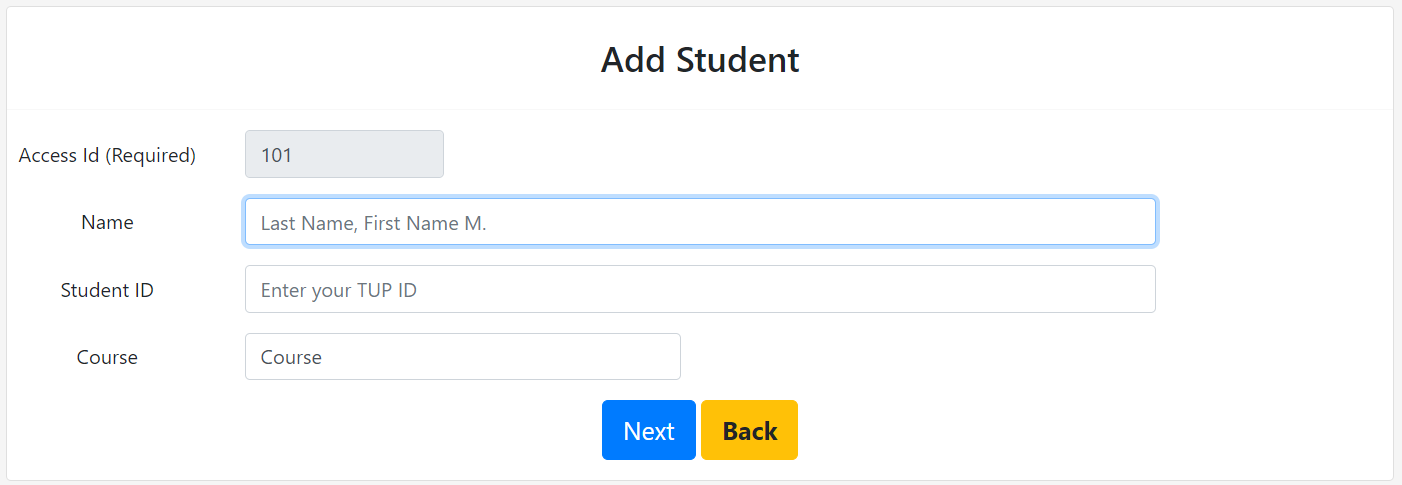 Add Student
Access Id (Required) 101
Name Last Name, First Name M.
Student ID Enter your TUP ID
Course Course
Next Back